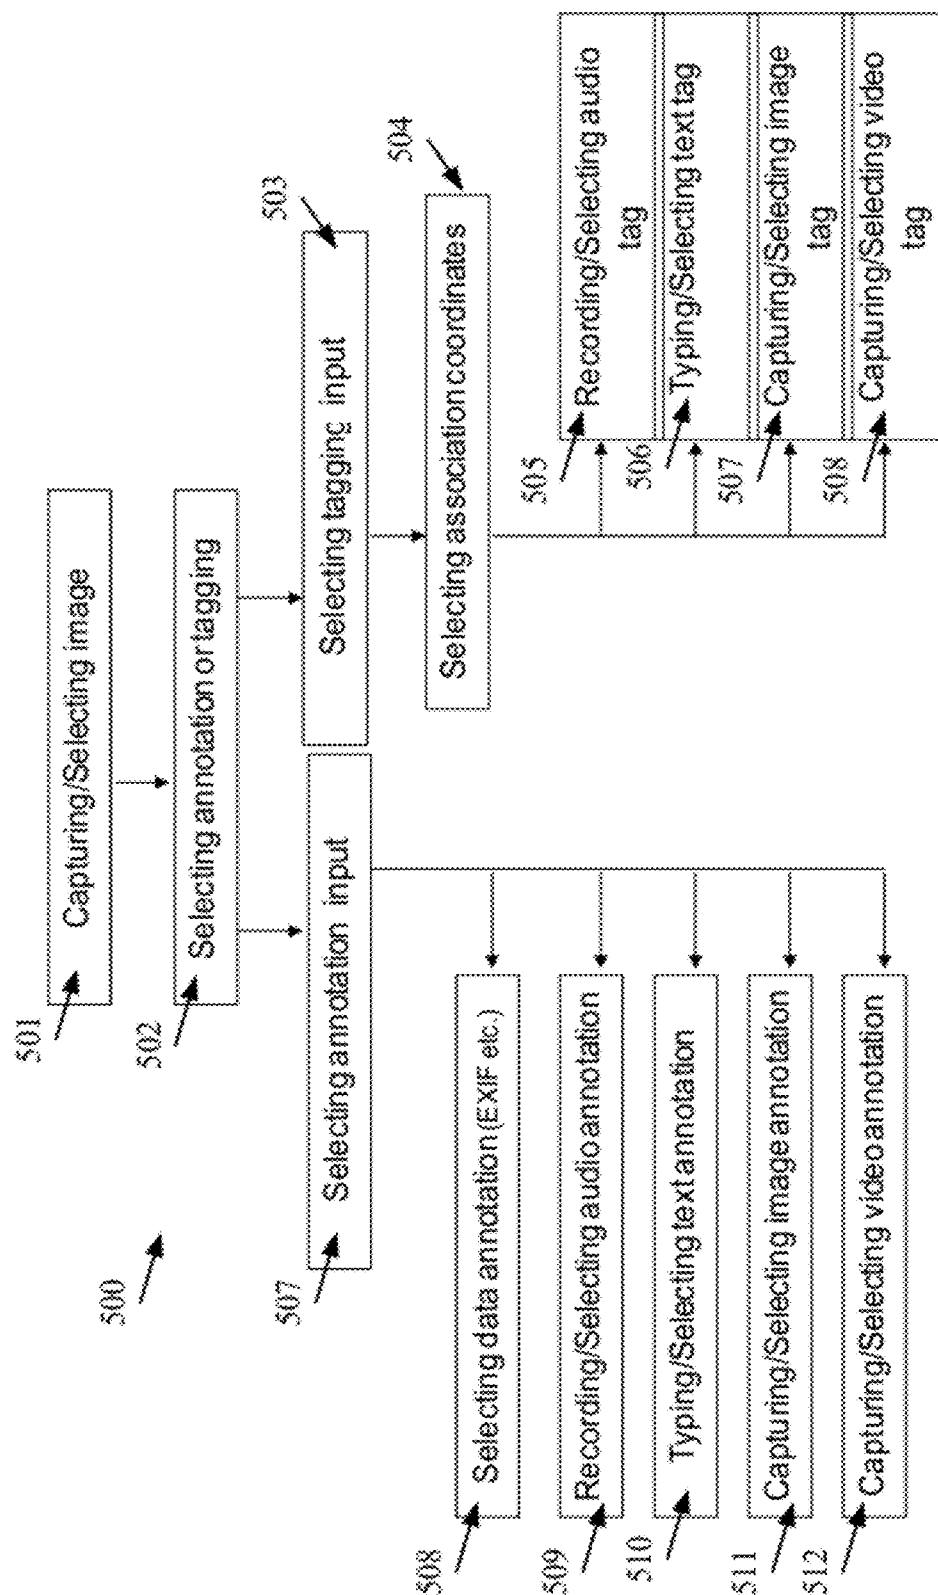 500
501
Capturing/Selecting image
502
Selecting annotation or tagging
507
Selecting annotation input
503
Selecting tagging input
504
Selecting association coordinates
508
Selecting data annotation (EXIF etc.)
509
Recording/Selecting audio annotation
510
Typing/Selecting text annotation
511
Capturing/Selecting image annotation
512
Capturing/Selecting video annotation
505
Recording/Selecting audio
tag
506
Typing/Selecting text tag
507
Capturing/Selecting image
tag
508
Capturing/Selecting video
tag